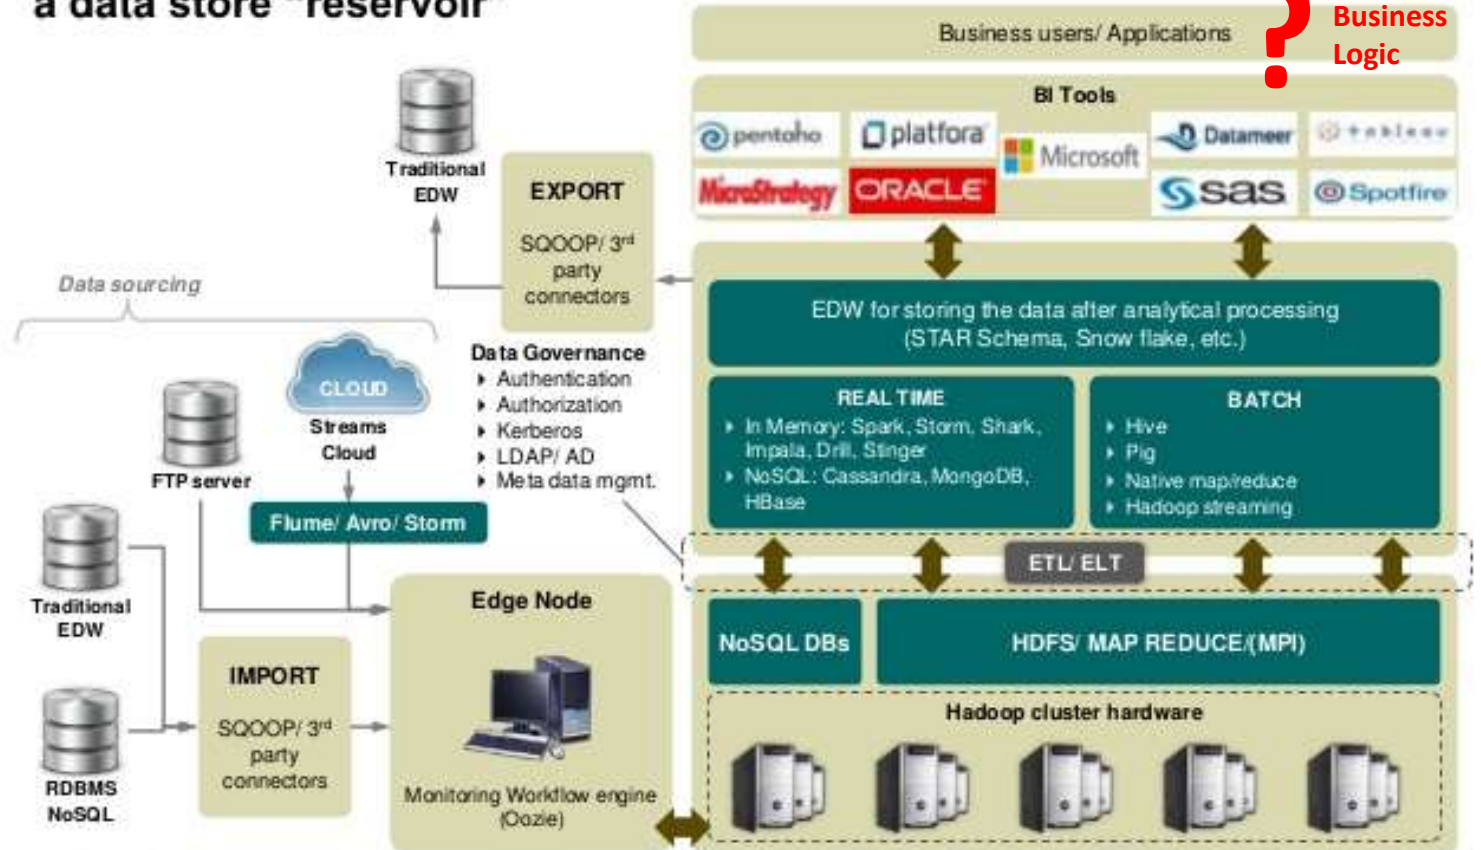 a data store "reservoir"
?
Business
Logic
Business users/ Applications
BI Tools
pentaho
platfora
Microsoft
Datameer
+ a b l e a u
MicroStrategy
ORACLE
sas
Spotfire
Traditional
EDW
EXPORT
SQOOP/ 3rd
party
connectors
Data sourcing
EDW for storing the data after analytical processing
(STAR Schema, Snow flake, etc.)
CLOUD
Streams
Cloud
FTP server
Data Governance
Authentication
Authorization
Kerberos
LDAP/ AD
Meta data mgmt.
REAL TIME
In Memory: Spark, Storm, Shark,
Impala, Drill, Stinger
NoSQL: Cassandra, MongoDB,
HBase
BATCH
Hive
Pig
Native map/reduce
Hadoop streaming
Flume/ Avro/ Storm
ETL/ ELT
Traditional
EDW
RDBMS
NoSQL
IMPORT
SQOOP/ 3rd
party
connectors
Edge Node
Monitoring Workflow engine
(Oozie)
NoSQL DBs
HDFS/ MAP REDUCE/(MPI)
Hadoop cluster hardware